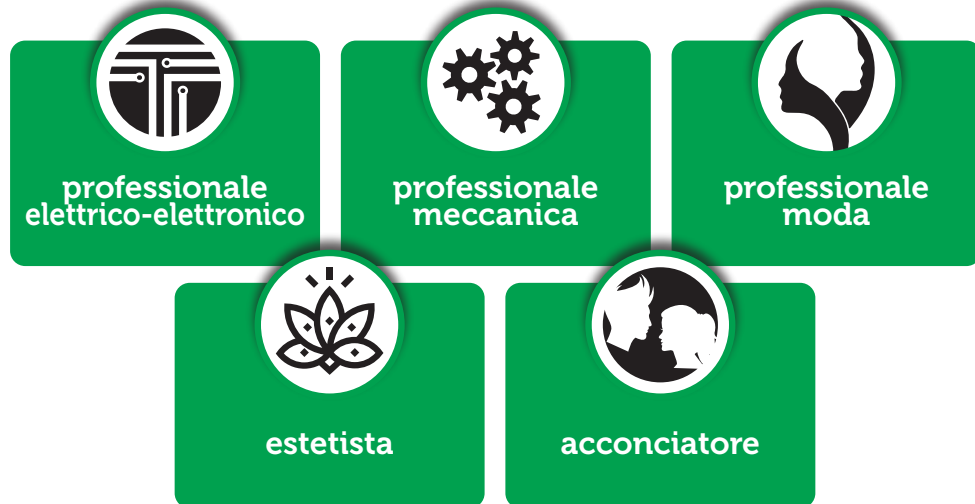 professionale
elettrico-elettronico
professionale
meccanica
professionale
moda
estetista
acconciatore